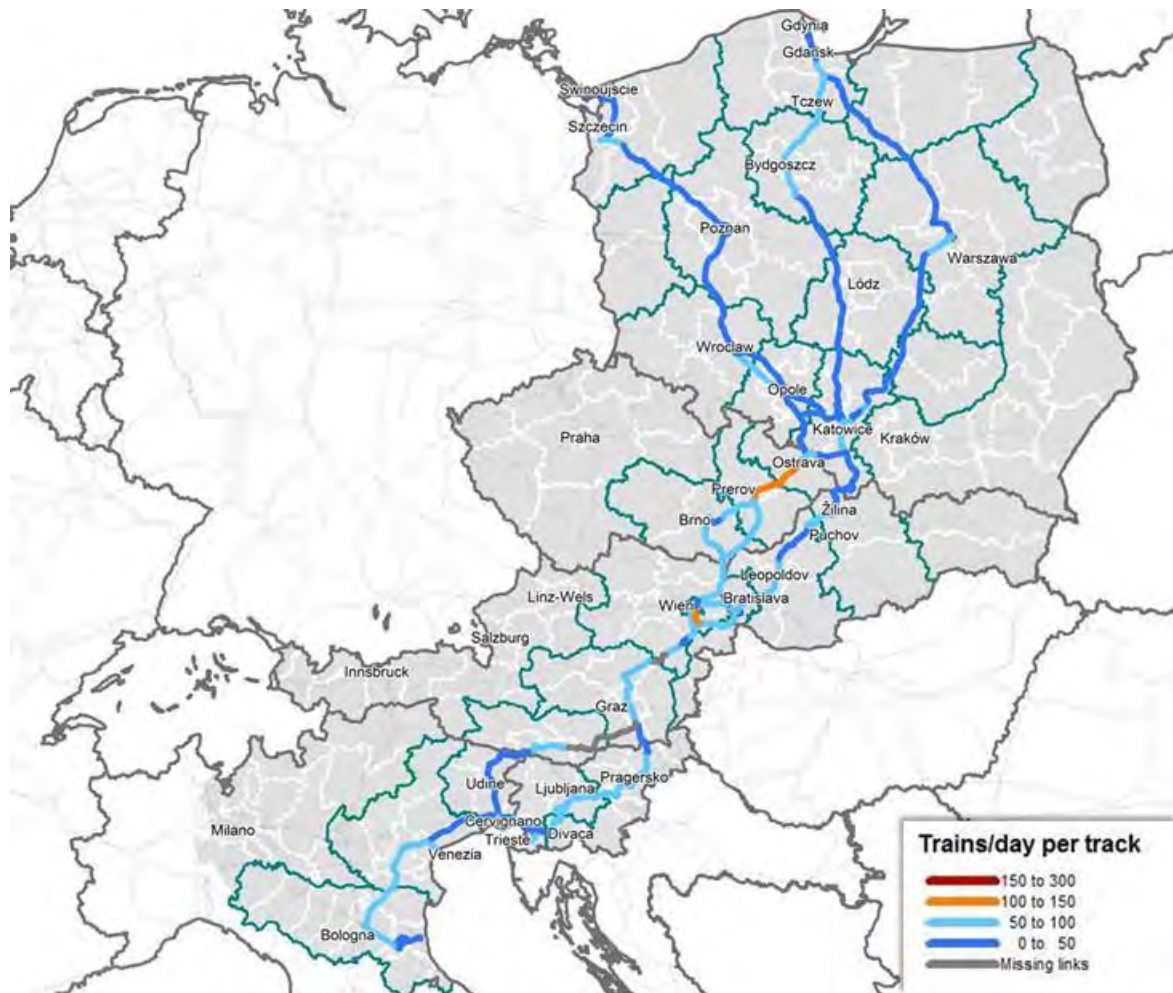 Gdynia
Gdańsk
Swinoujscie
Tczew
Szczecin
Bydgoszcz
Poznan
Warszawa
Lódz
Wroclaw
Opole
Katowice
Kraków
Praha
Ostrava
Prerov
Žilina
Brno
Puchov
Leopoldov
Linz-Wels
Wien
Bratislava
Salzburg
Innsbruck
Graz
Pragersko
Udine
Ljubljana
Cervignano
Milano
Trieste
Divaca
Venezia
Bologna
Trains/day per track
150 to 300
100 to 150
50 to 100
0 to 50
Missing links